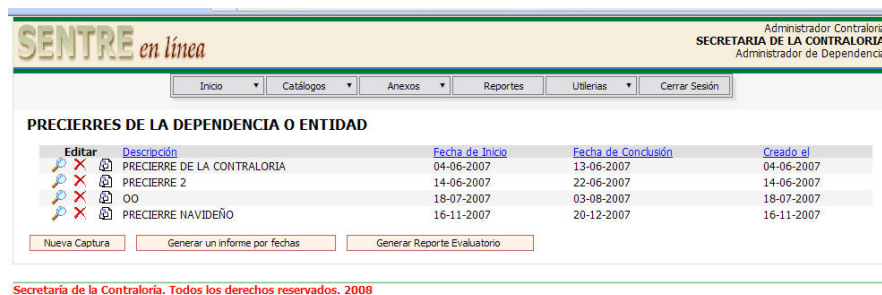 SENTRE en línea
Administrador Contraloria
SECRETARIA DE LA CONTRALORIA
Administrador de Dependencia
Inicio Catálogos Anexos Reportes Utilerias Cerrar Sesión
PRECIERRES DE LA DEPENDENCIA O ENTIDAD
Editar Descripción Fecha de Inicio Fecha de Conclusión Creado el
PRECIERRE DE LA CONTRALORIA 04-06-2007 13-06-2007 04-06-2007
PRECIERRE 2 14-06-2007 22-06-2007 14-06-2007
OO 18-07-2007 03-08-2007 18-07-2007
PRECIERRE NAVIDEÑO 16-11-2007 20-12-2007 16-11-2007
Nueva Captura Generar un informe por fechas Generar Reporte Evaluatorio
Secretaría de la Contraloría. Todos los derechos reservados. 2008